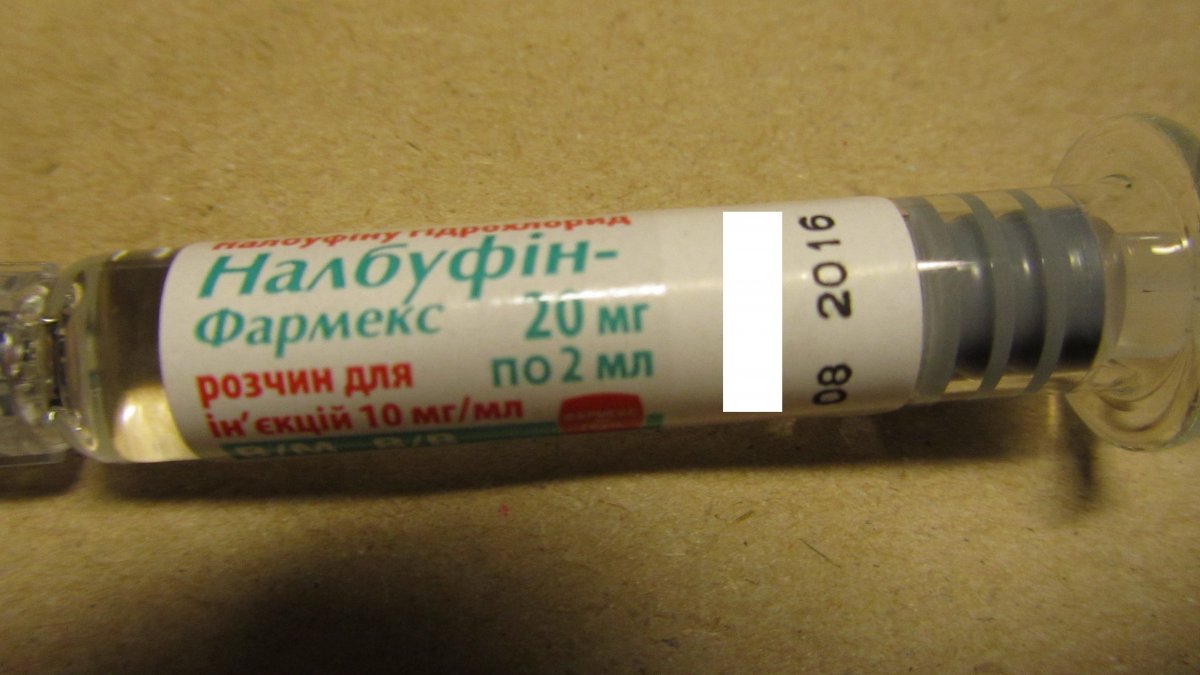 Налбуфіну гідрохлорид
Налбуфін-
Фармекс
20 мг
по 2 мл
розчин для
ін'єкцій 10 мг/мл
В/М В/В
08 2016